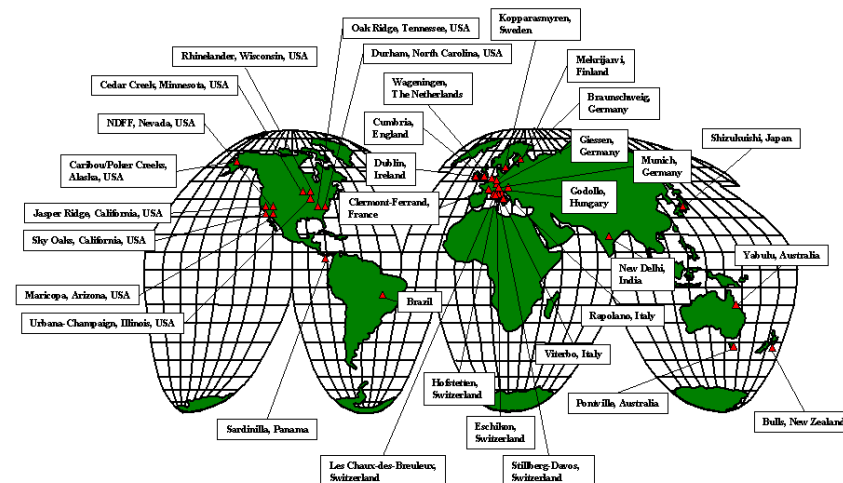 Oak Ridge, Tennessee, USA
Kopparasmyren,
Sweden
Rhinelander, Wisconsin, USA
Durham, North Carolina, USA
Mekrijarvi,
Finland
Cedar Creek, Minnesota, USA
Wageningen,
The Netherlands
Braunschweig,
Germany
NDFF, Nevada, USA
Cumbria,
England
Giessen,
Germany
Shizukuishi, Japan
Caribou/Poker Creeks,
Alaska, USA
Dublin,
Ireland
Munich,
Germany
Jasper Ridge, California, USA
Clermont-Ferrand,
France
Godollo,
Hungary
Sky Oaks, California, USA
New Delhi,
India
Yabulu, Australia
Maricopa, Arizona, USA
Brazil
Rapolano, Italy
Urbana-Champaign, Illinois, USA
Viterbo, Italy
Hofstetten,
Switzerland
Pontville, Australia
Sardinilla, Panama
Eschikon,
Switzerland
Bulls, New Zealand
Les Chaux-des-Breuleux,
Switzerland
Stillberg-Davos,
Switzerland